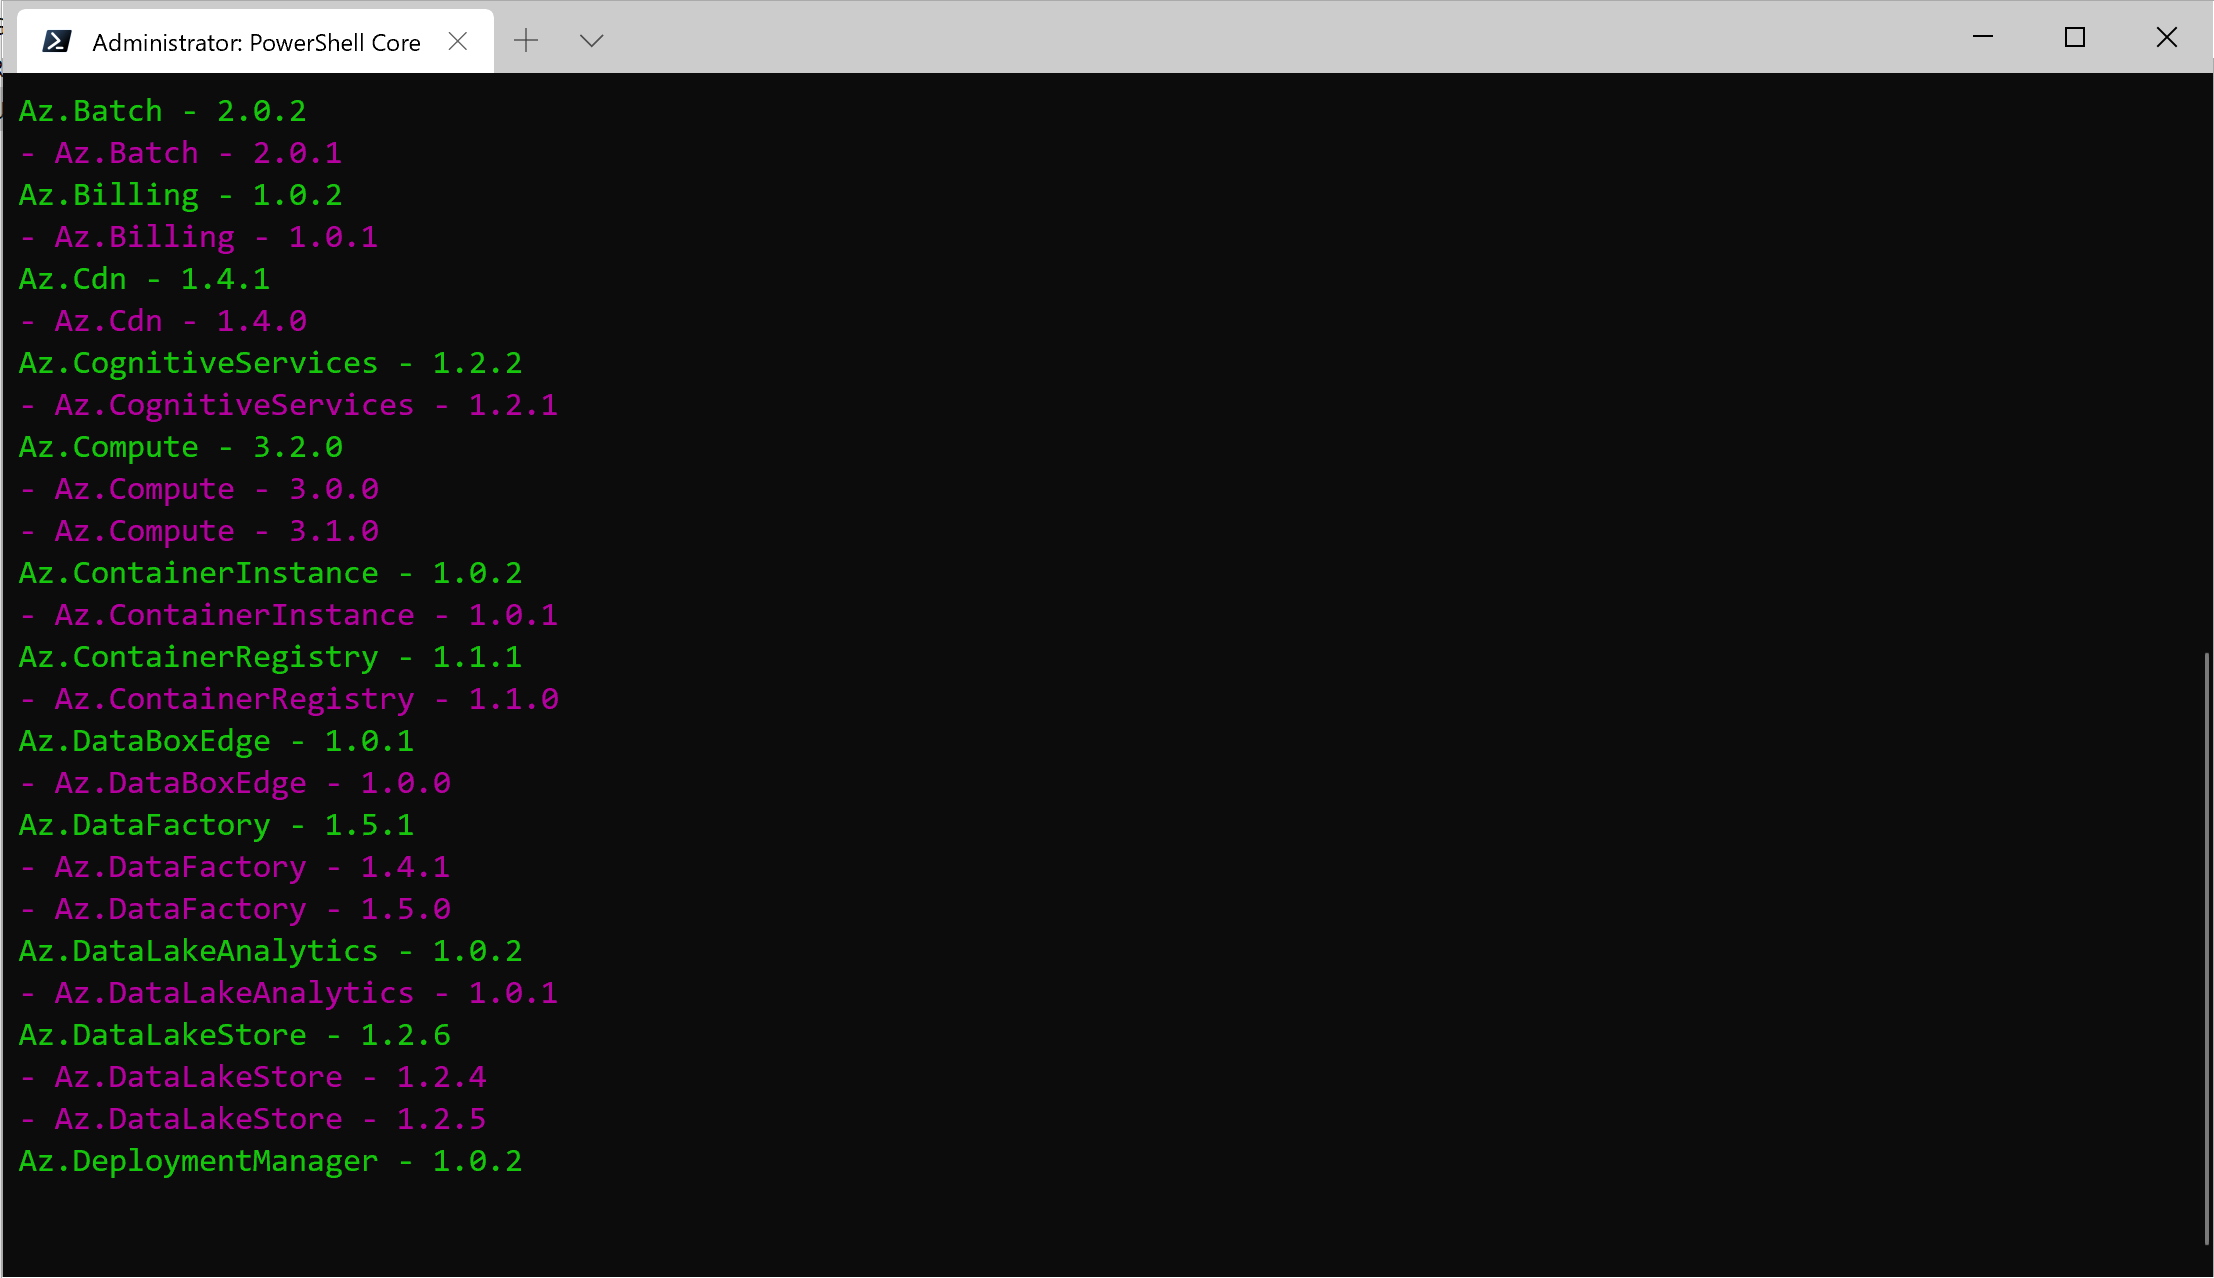 Administrator: PowerShell Core
Az.Batch - 2.0.2
- Az.Batch - 2.0.1
Az.Billing - 1.0.2
- Az.Billing - 1.0.1
Az.Cdn - 1.4.1
- Az.Cdn - 1.4.0
Az.CognitiveServices - 1.2.2
- Az.CognitiveServices - 1.2.1
Az.Compute - 3.2.0
- Az.Compute - 3.0.0
- Az.Compute - 3.1.0
Az.ContainerInstance - 1.0.2
- Az.ContainerInstance - 1.0.1
Az.ContainerRegistry - 1.1.1
- Az.ContainerRegistry - 1.1.0
Az.DataBoxEdge - 1.0.1
- Az.DataBoxEdge - 1.0.0
Az.DataFactory - 1.5.1
- Az.DataFactory - 1.4.1
- Az.DataFactory - 1.5.0
Az.DataLakeAnalytics - 1.0.2
- Az.DataLakeAnalytics - 1.0.1
Az.DataLakeStore - 1.2.6
- Az.DataLakeStore - 1.2.4
- Az.DataLakeStore - 1.2.5
Az.DeploymentManager - 1.0.2